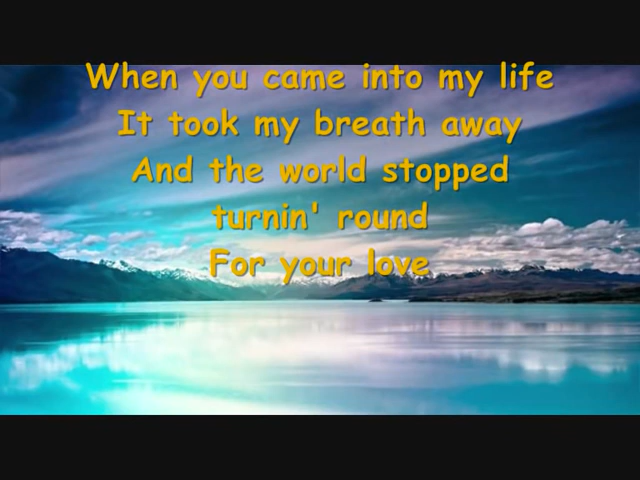 When you came into my life
It took my breath away
And the world stopped
turnin' round
For your love